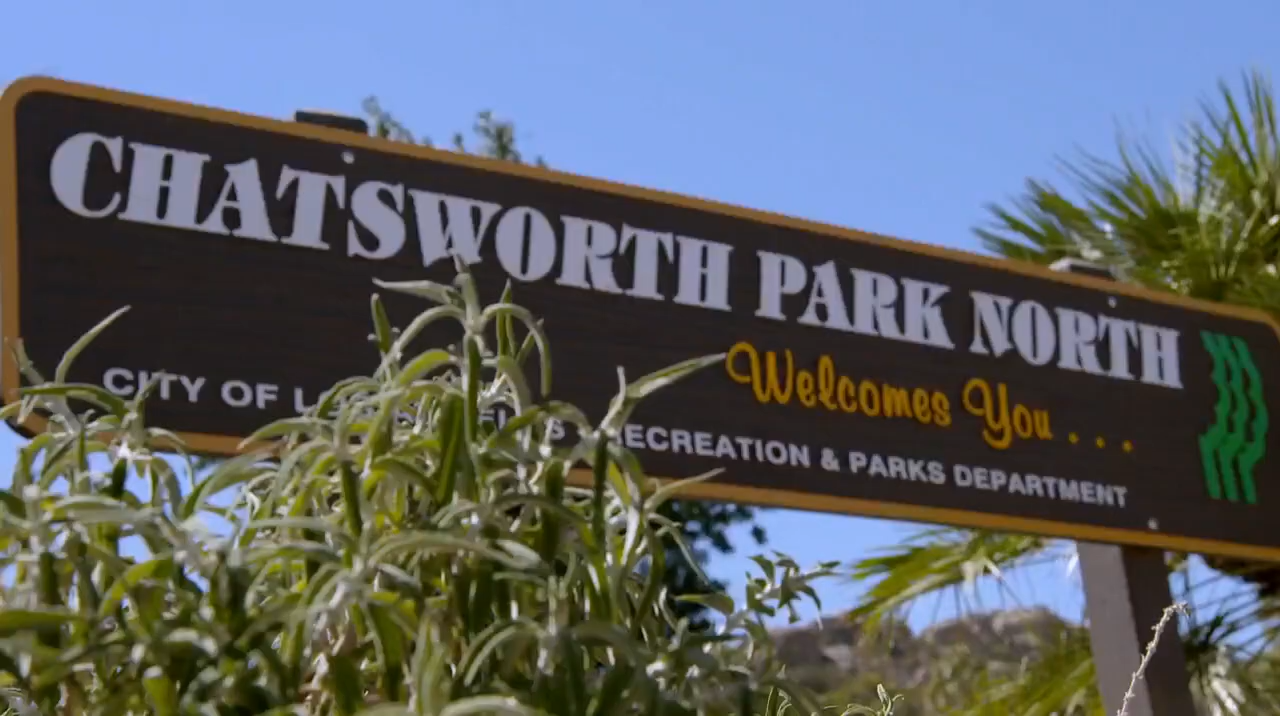 CHATSWORTH PARK NORTH
Welcomes You...
CITY OF RECREATION & PARKS DEPARTMENT